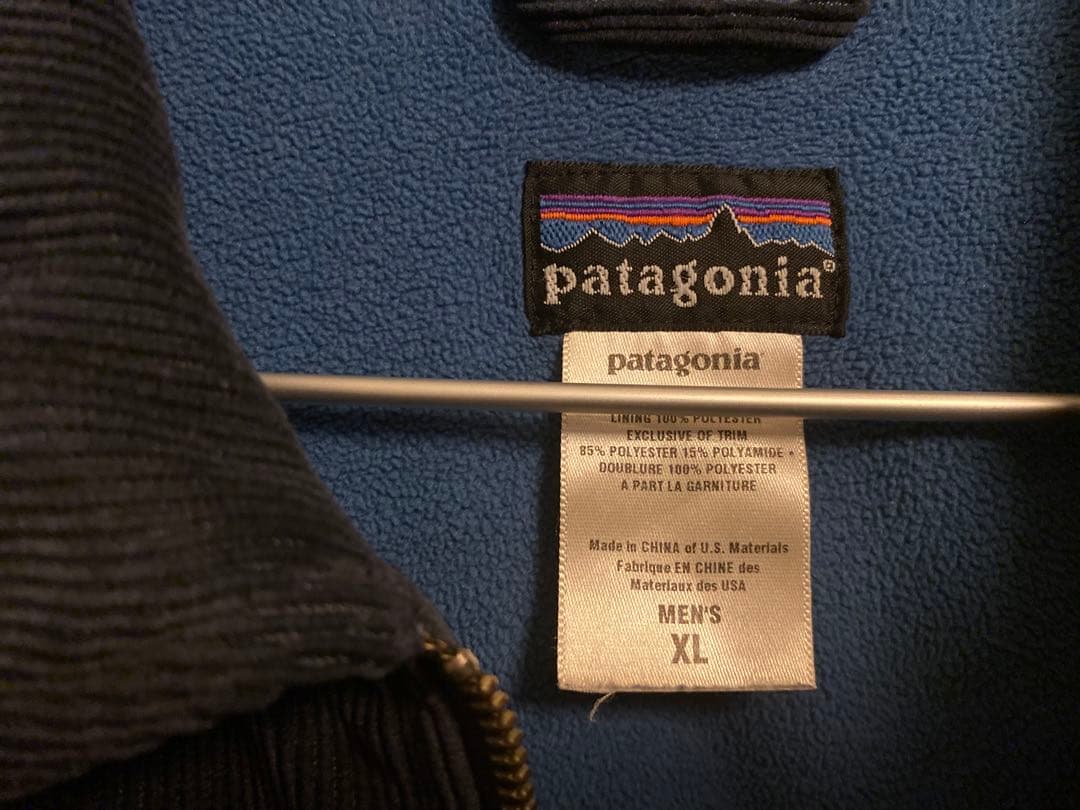 patagonia®
patagonia
LINING 100% POLYESTER
EXCLUSIVE OF TRIM
85% POLYESTER 15% POLYAMIDE •
DOUBLURE 100% POLYESTER
A PART LA GARNITURE
Made in CHINA of U.S. Materials
Fabrique EN CHINE des
Materiaux des USA
MEN'S
XL